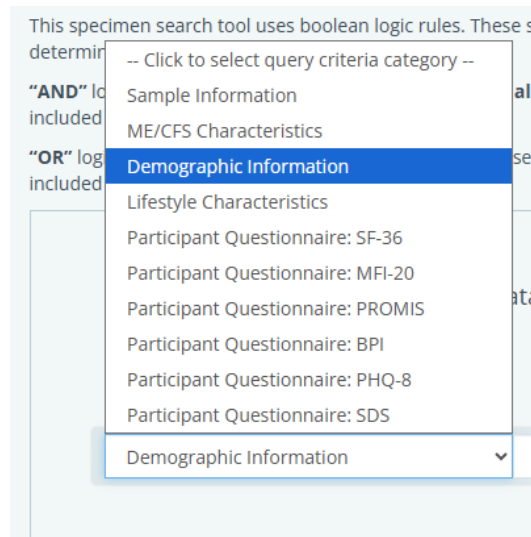 This specimen search tool uses boolean logic rules. These
determin
“AND” lo
included
“OR” log
included
-- Click to select query criteria category --
Sample Information
ME/CFS Characteristics
Demographic Information
Lifestyle Characteristics
Participant Questionnaire: SF-36
Participant Questionnaire: MFI-20
Participant Questionnaire: PROMIS
Participant Questionnaire: BPI
Participant Questionnaire: PHQ-8
Participant Questionnaire: SDS
Demographic Information